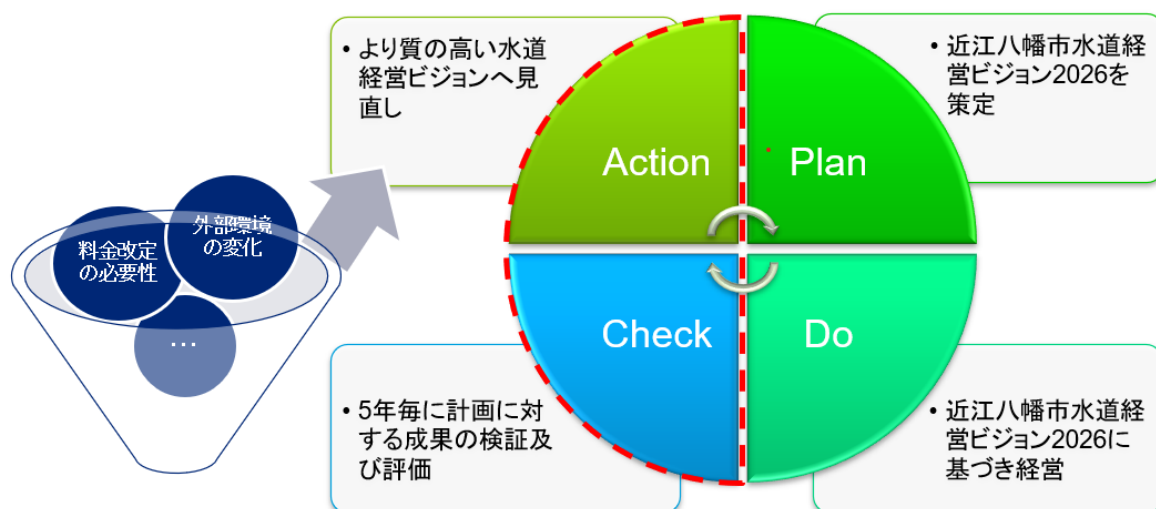 • より質の高い水道
経営ビジョンへ見
直し
• 近江八幡市水道経
営ビジョン2026を
策定
Action
Plan
料金改定
の必要性
外部環境
の変化
…
Check
Do
• 5年毎に計画に対
する成果の検証及
び評価
• 近江八幡市水道経
営ビジョン2026に
基づき経営